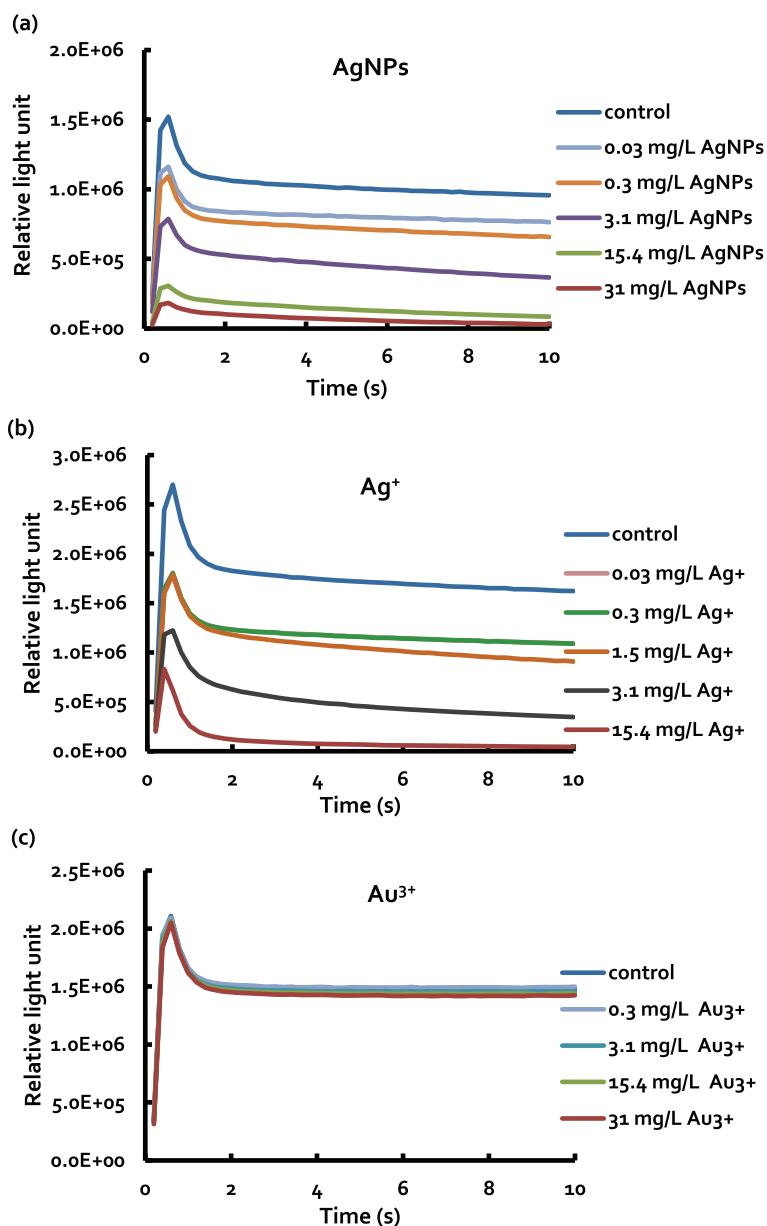 (a)
AgNPs
Relative light unit
2.0E+06
1.5E+06
1.0E+06
5.0E+05
0.0E+00
0 2 4 6 8 10
Time (s)
control
0.03 mg/L AgNPs
0.3 mg/L AgNPs
3.1 mg/L AgNPs
15.4 mg/L AgNPs
31 mg/L AgNPs
(b)
Ag⁺
Relative light unit
3.0E+06
2.5E+06
2.0E+06
1.5E+06
1.0E+06
5.0E+05
0.0E+00
0 2 4 6 8 10
Time (s)
control
0.03 mg/L Ag+
0.3 mg/L Ag+
1.5 mg/L Ag+
3.1 mg/L Ag+
15.4 mg/L Ag+
(c)
Au³⁺
Relative light unit
2.5E+06
2.0E+06
1.5E+06
1.0E+06
5.0E+05
0.0E+00
0 2 4 6 8 10
Time (s)
control
0.3 mg/L Au3+
3.1 mg/L Au3+
15.4 mg/L Au3+
31 mg/L Au3+